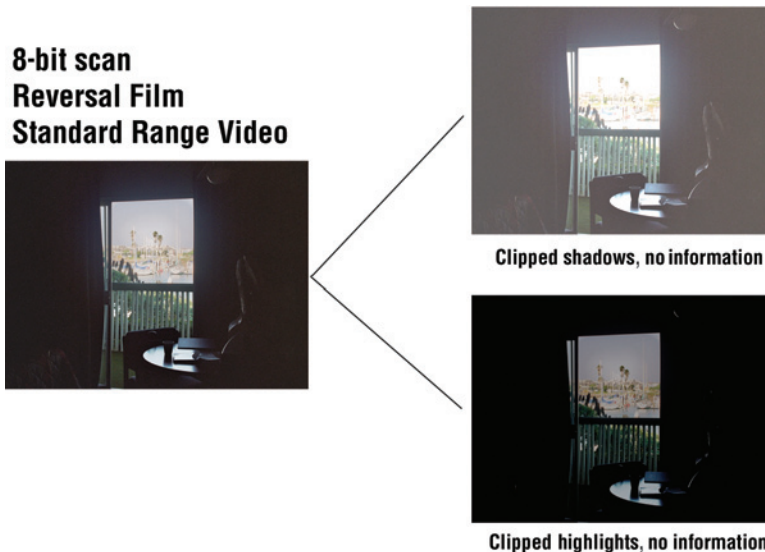 8-bit scan
Reversal Film
Standard Range Video
Clipped shadows, no information
Clipped highlights, no information